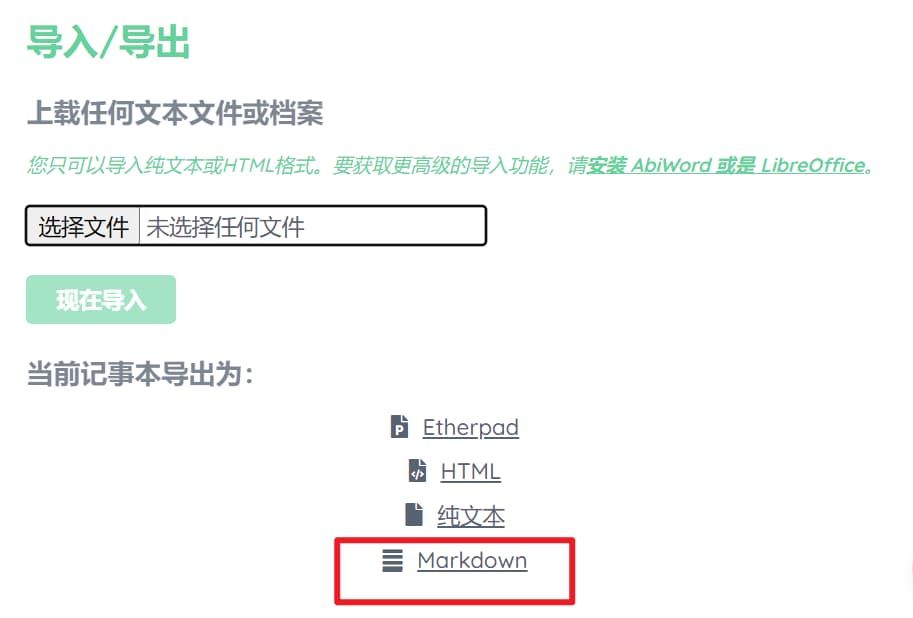 导入/导出
上载任何文本文件或档案
您只可以导入纯文本或HTML格式。要获取更高级的导入功能，请安装 AbiWord 或是 LibreOffice。
选择文件 未选择任何文件
现在导入
当前记事本导出为：
Etherpad
HTML
纯文本
Markdown